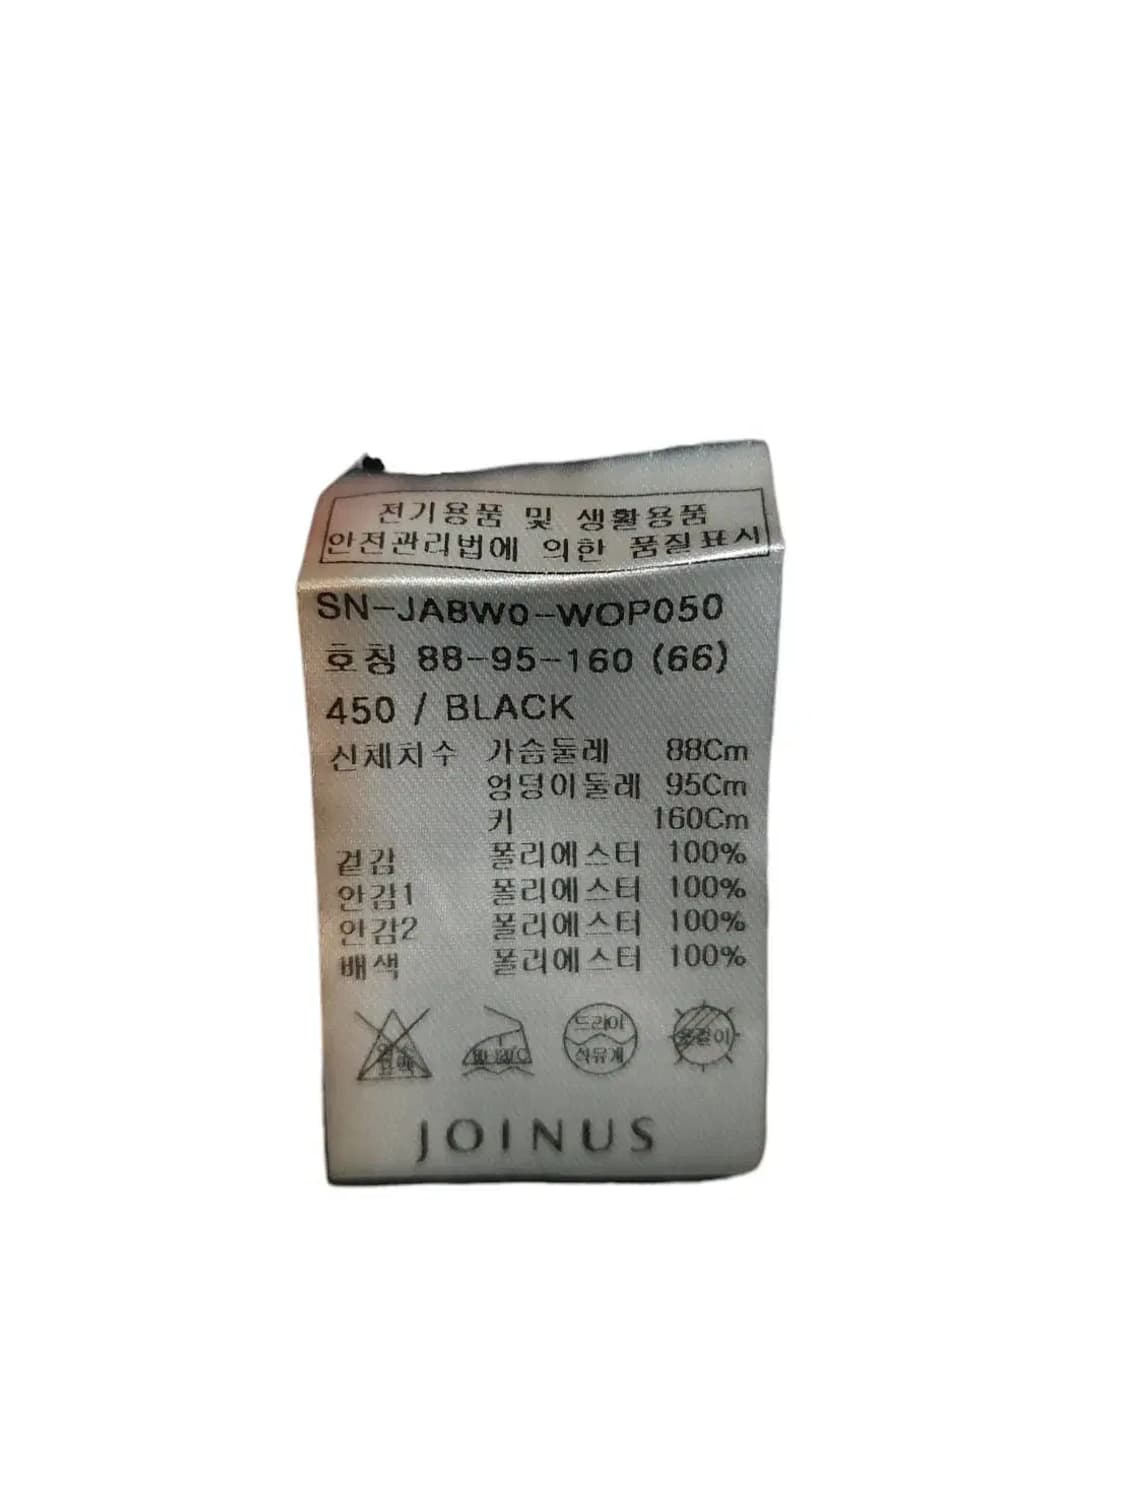 전기용품 및 생활용품
안전관리법에 의한 품질표시
SN-JABW0-WOP050
호칭 88-95-160 (66)
450 / BLACK
신체치수 가슴둘레 88Cm
엉덩이둘레 95Cm
키 160Cm
겉감 폴리에스터 100%
안감1 폴리에스터 100%
안감2 폴리에스터 100%
배색 폴리에스터 100%
드라이
석유계
옷걸이
JOINUS